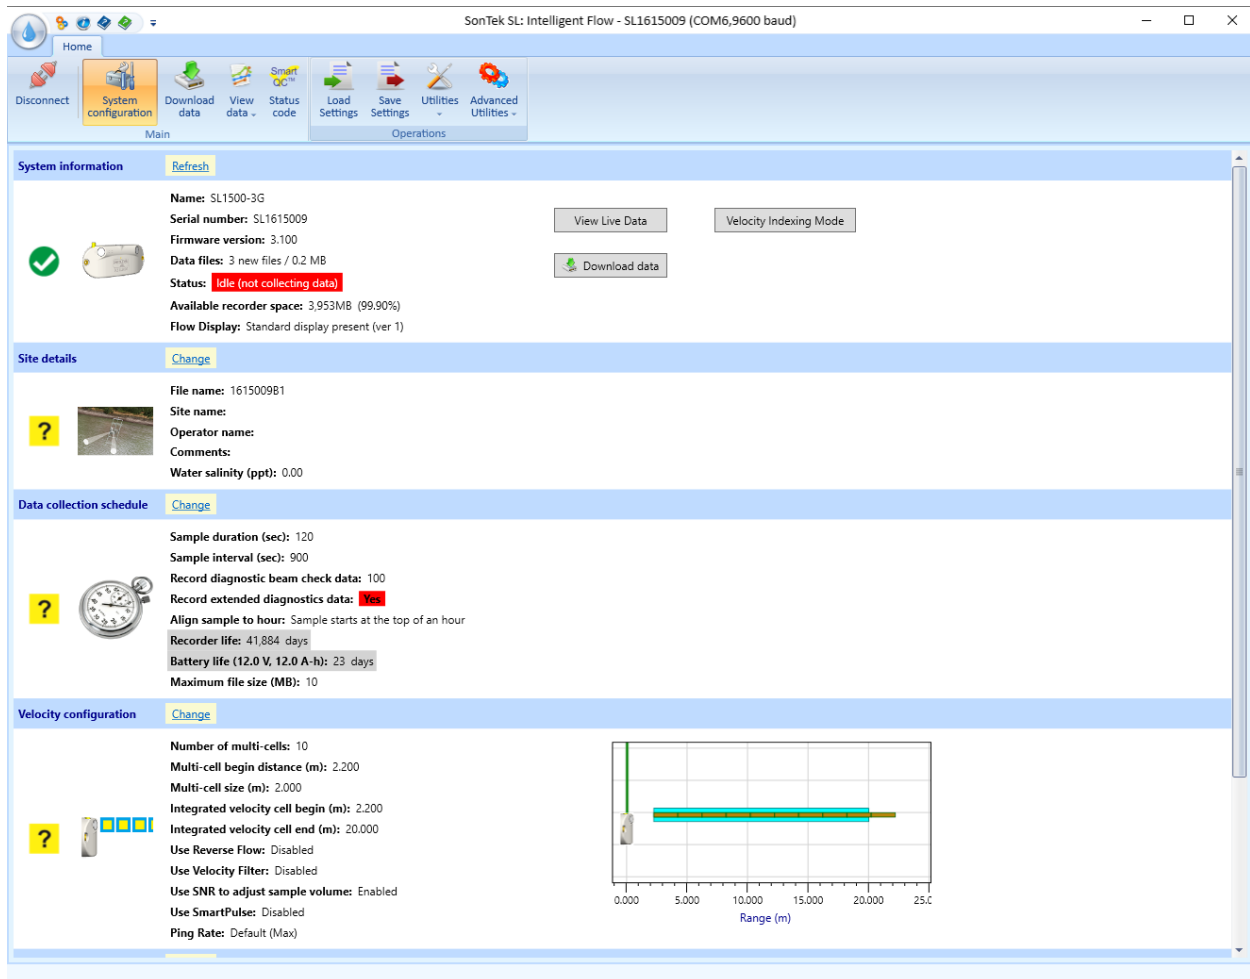 SonTek SL: Intelligent Flow - SL1615009 (COM6,9600 baud)
Home
Disconnect
System configuration
Download data
View data
Smart QC™
Status code
Load Settings
Save Settings
Utilities
Advanced Utilities
Main
Operations
System information Refresh
Name: SL1500-3G
Serial number: SL1615009
Firmware version: 3.100
Data files: 3 new files / 0.2 MB
Status: Idle (not collecting data)
Available recorder space: 3,953MB (99.90%)
Flow Display: Standard display present (ver 1)
View Live Data
Velocity Indexing Mode
Download data
Site details Change
?
File name: 1615009B1
Site name:
Operator name:
Comments:
Water salinity (ppt): 0.00
Data collection schedule Change
?
Sample duration (sec): 120
Sample interval (sec): 900
Record diagnostic beam check data: 100
Record extended diagnostics data: Yes
Align sample to hour: Sample starts at the top of an hour
Recorder life: 41,884 days
Battery life (12.0 V, 12.0 A-h): 23 days
Maximum file size (MB): 10
Velocity configuration Change
?
Number of multi-cells: 10
Multi-cell begin distance (m): 2.200
Multi-cell size (m): 2.000
Integrated velocity cell begin (m): 2.200
Integrated velocity cell end (m): 20.000
Use Reverse Flow: Disabled
Use Velocity Filter: Disabled
Use SNR to adjust sample volume: Enabled
Use SmartPulse: Disabled
Ping Rate: Default (Max)
0.000 5.000 10.000 15.000 20.000 25.0
Range (m)